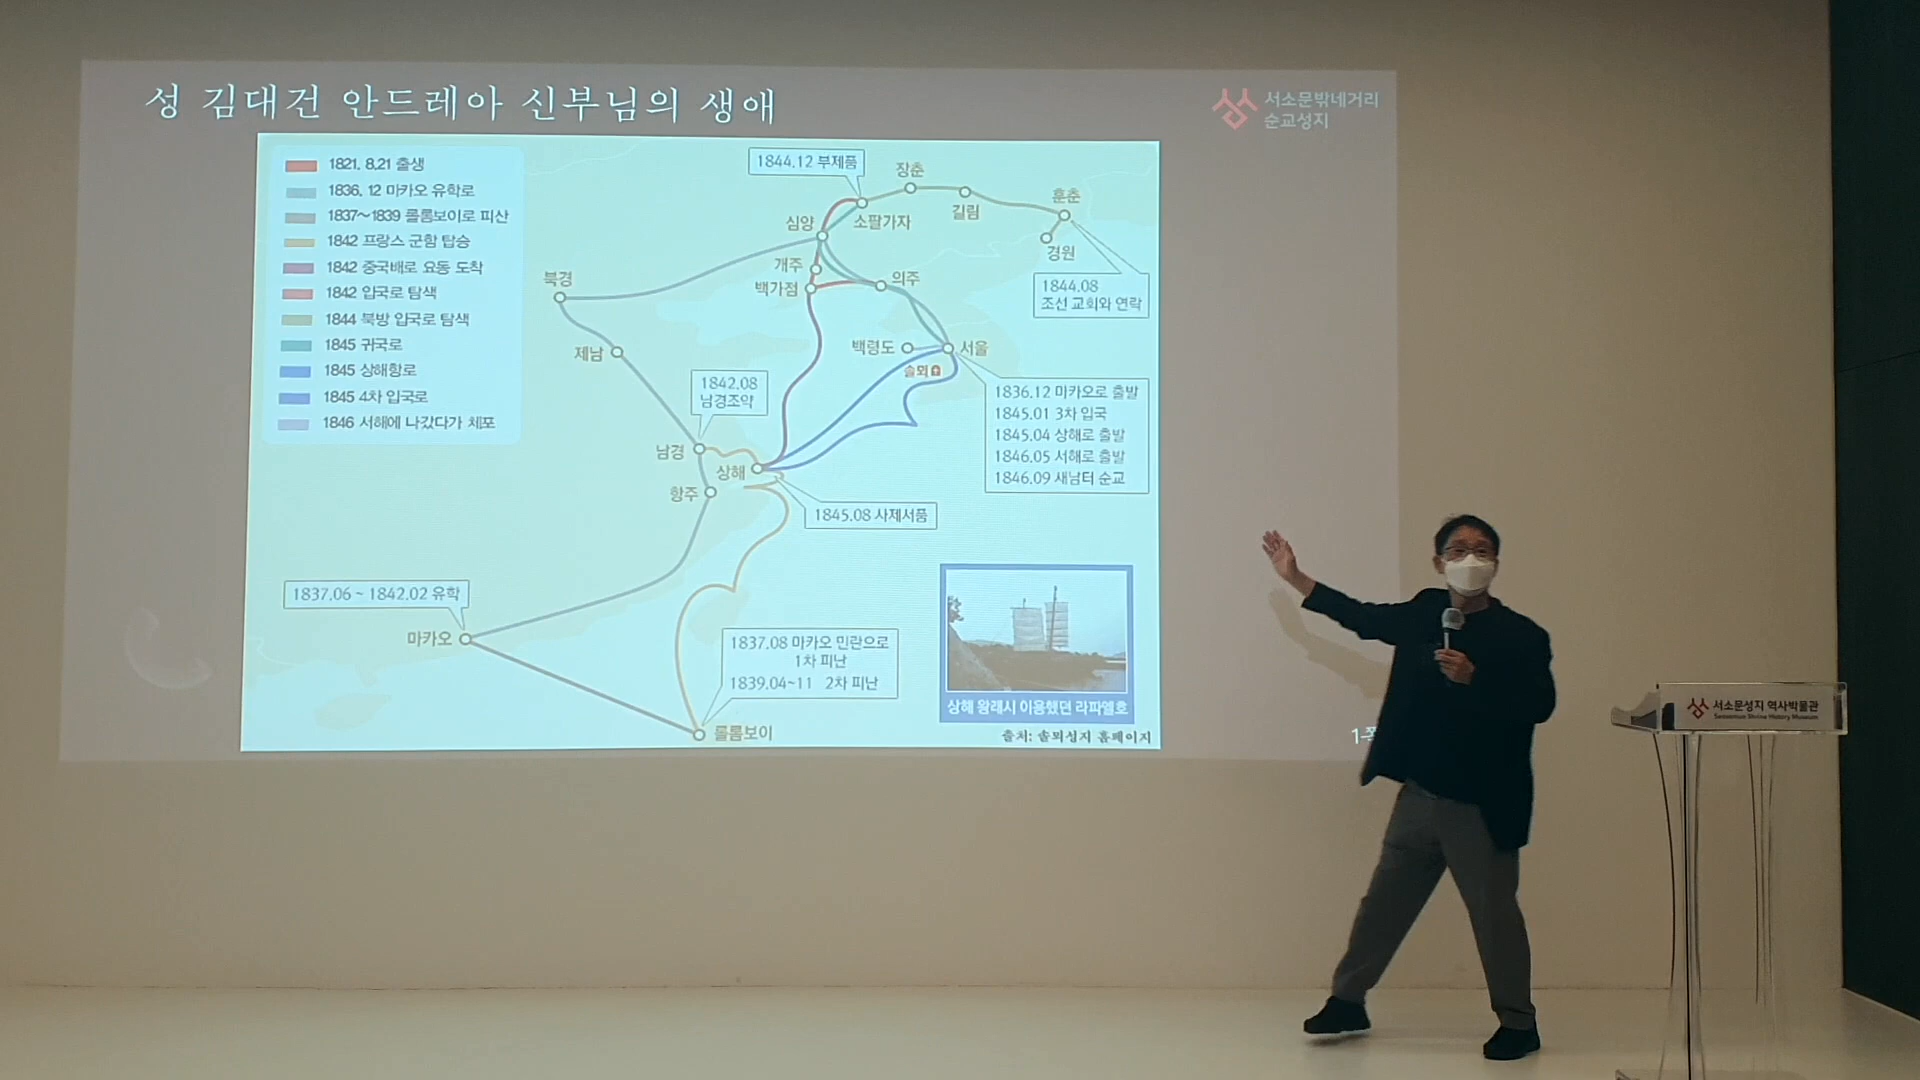 성 김대건 안드레아 신부님의 생애
서소문밖네거리
순교성지
1821. 8.21 출생
1836. 12 마카오 유학로
1837~1839 롤롬보이로 피산
1842 프랑스 군함 탑승
1842 중국배로 요동 도착
1842 입국로 탐색
1844 북방 입국로 탐색
1845 귀국로
1845 상해항로
1845 4차 입국로
1846 서해에 나갔다가 체포
1844.12 부제품
장춘
길림
훈춘
경원
소팔가자
심양
개주
백가점
의주
북경
1844.08
조선 교회와 연락
제남
백령도
서울
솔뫼
1842.08
남경조약
1836.12 마카오로 출발
1845.01 3차 입국
1845.04 상해로 출발
1846.05 서해로 출발
1846.09 새남터 순교
남경
상해
항주
1845.08 사제서품
1837.06 ~ 1842.02 유학
마카오
1837.08 마카오 민란으로
1차 피난
1839.04~11 2차 피난
롤롬보이
상해 왕래시 이용했던 라파엘호
출처: 솔뫼성지 홈페이지
서소문성지 역사박물관
Seosomun Shrine History Museum